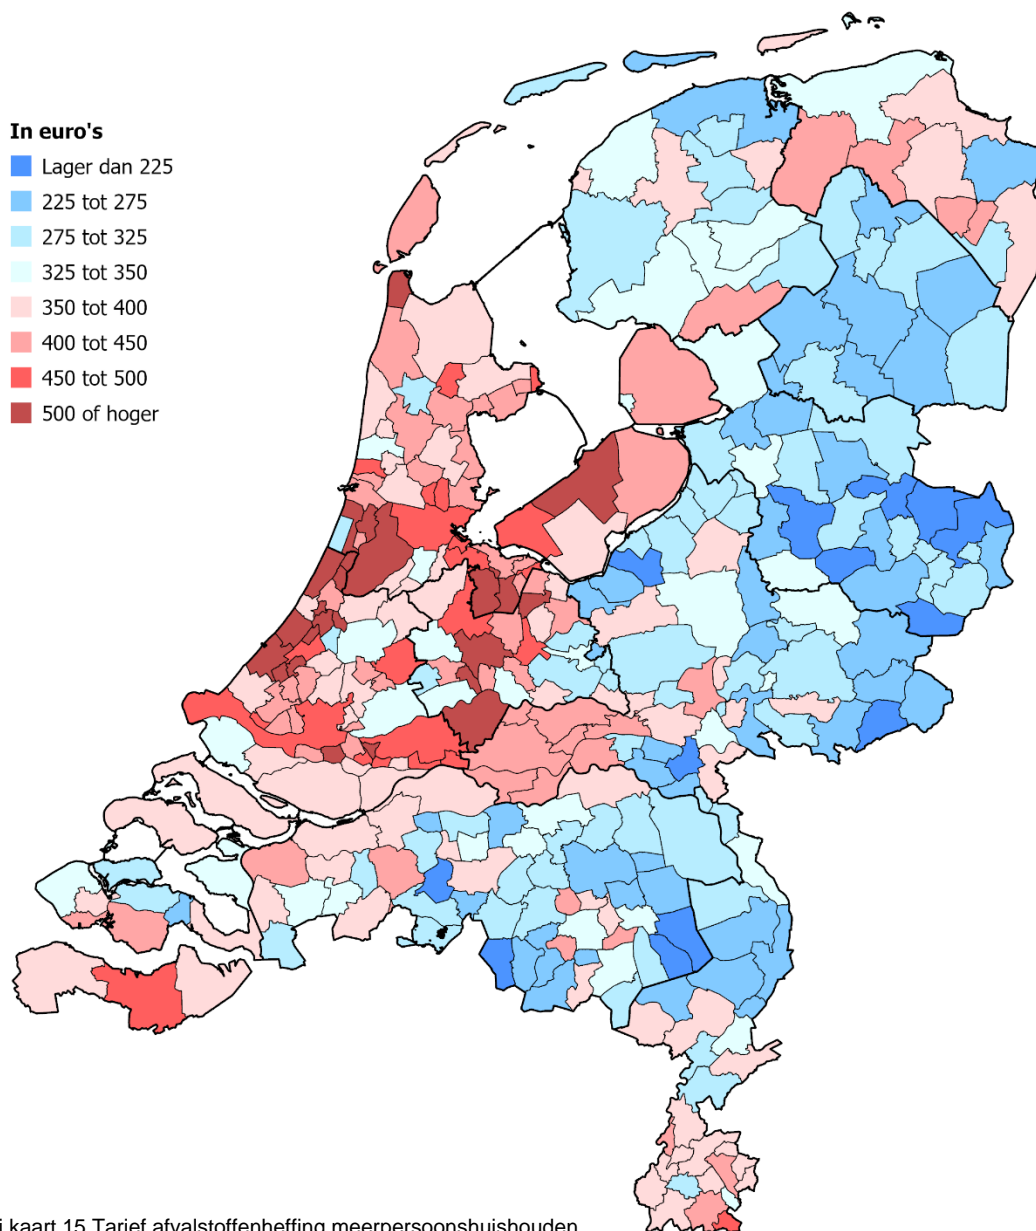 In euro's
Lager dan 225
225 tot 275
275 tot 325
325 tot 350
350 tot 400
400 tot 450
450 tot 500
500 of hoger
kaart 15 Tarief afvalstoffenheffing meerpersoonshuishouden